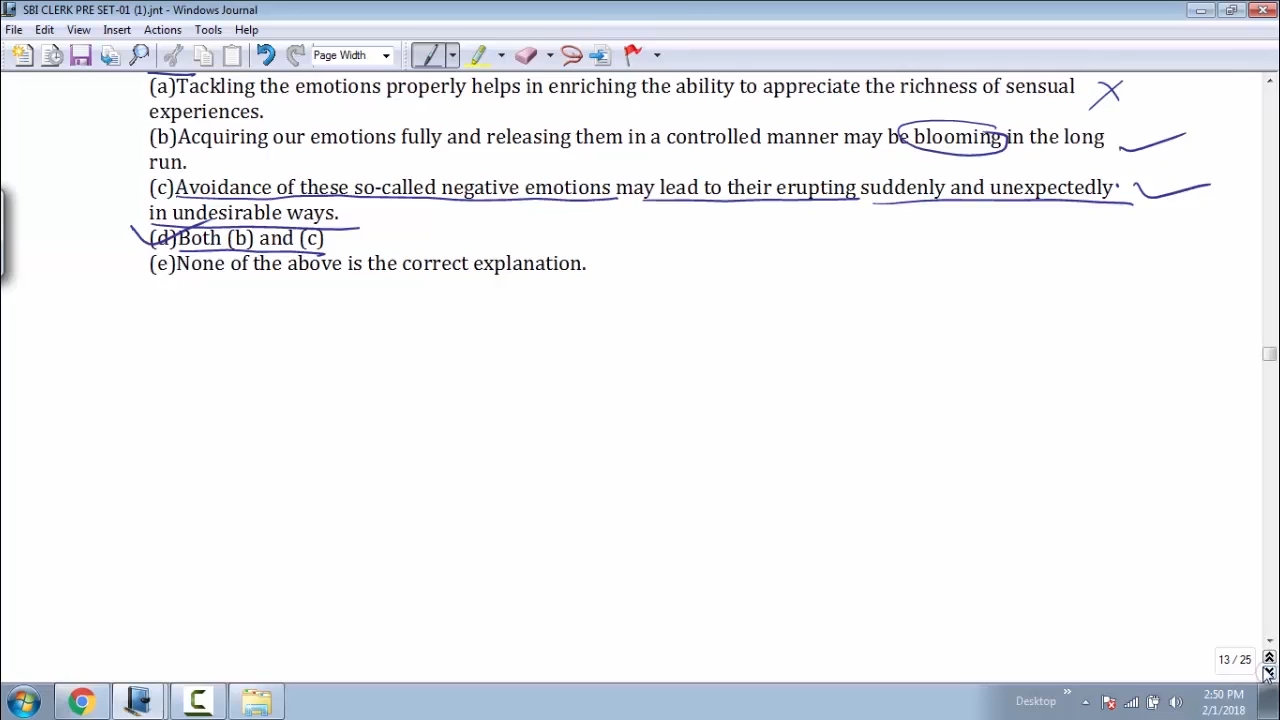 SBI CLERK PRE SET-01 (1).jnt - Windows Journal
File Edit View Insert Actions Tools Help
Page Width
(a)Tackling the emotions properly helps in enriching the ability to appreciate the richness of sensual
experiences.
(b)Acquiring our emotions fully and releasing them in a controlled manner may be blooming in the long
run.
(c)Avoidance of these so-called negative emotions may lead to their erupting suddenly and unexpectedly
in undesirable ways.
(d)Both (b) and (c)
(e)None of the above is the correct explanation.
13 / 25
Desktop
2:50 PM
2/1/2018